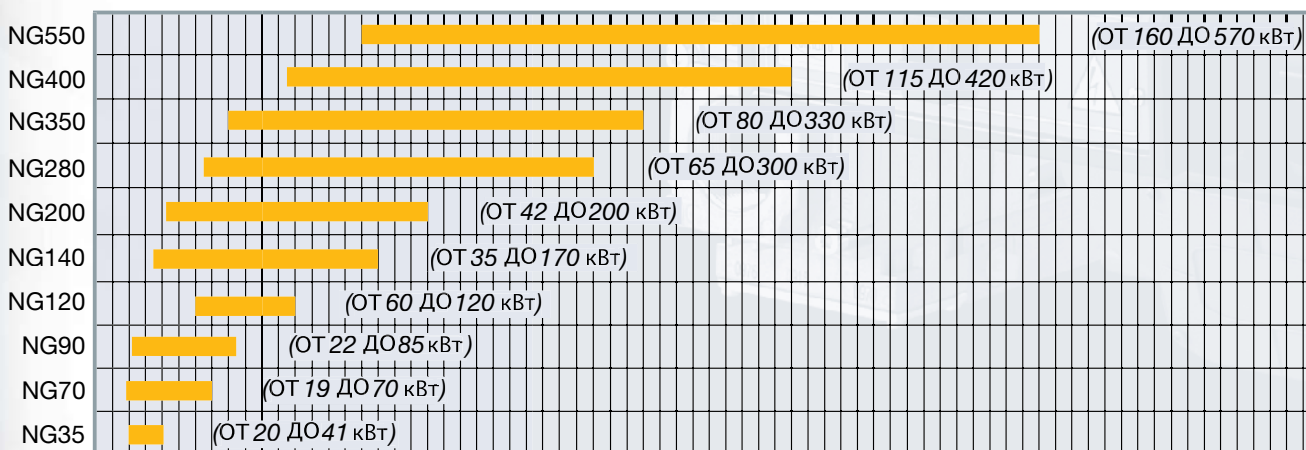 NG550 (ОТ 160 ДО 570 кВт)
NG400 (ОТ 115 ДО 420 кВт)
NG350 (ОТ 80 ДО 330 кВт)
NG280 (ОТ 65 ДО 300 кВт)
NG200 (ОТ 42 ДО 200 кВт)
NG140 (ОТ 35 ДО 170 кВт)
NG120 (ОТ 60 ДО 120 кВт)
NG90 (ОТ 22 ДО 85 кВт)
NG70 (ОТ 19 ДО 70 кВт)
NG35 (ОТ 20 ДО 41 кВт)